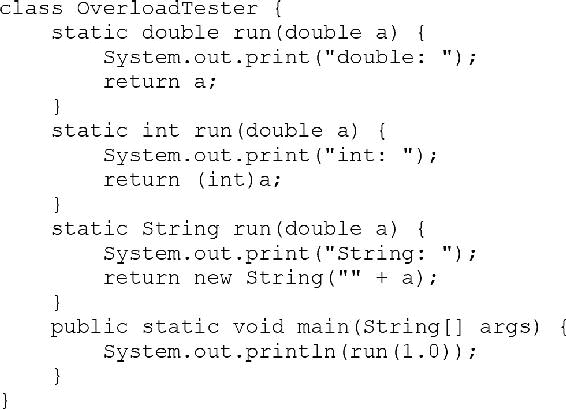 class OverloadTester {
    static double run(double a) {
        System.out.print("double: ");
        return a;
    }
    static int run(double a) {
        System.out.print("int: ");
        return (int)a;
    }
    static String run(double a) {
        System.out.print("String: ");
        return new String("" + a);
    }
    public static void main(String[] args) {
        System.out.println(run(1.0));
    }
}